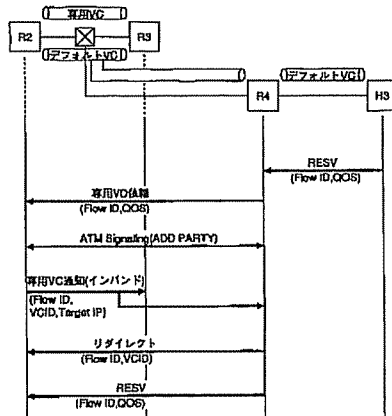 専用VC
R2
R3
デフォルトVC
デフォルトVC
R4
H3
RESV
(Flow ID,QOS)
専用VC依頼
(Flow ID,QOS)
ATM Signaling(ADD PARTY)
専用VC通知(インバンド)
(Flow ID,
VCID,Target IP)
リダイレクト
(Flow ID,VCID)
RESV
(Flow ID,QOS)